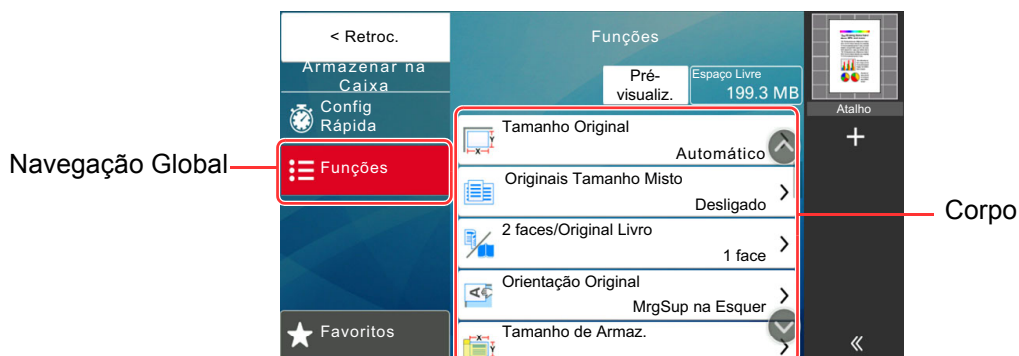 < Retroc.
Funções
Armazenar na
Caixa
Pré-
visualiz.
Espaço Livre
199.3 MB
Config
Rápida
Atalho
+
Navegação Global
Funções
Tamanho Original
Automático
Originais Tamanho Misto
Desligado
2 faces/Original Livro
1 face
Orientação Original
MrgSup na Esquer
Tamanho de Armaz.
Corpo
Favoritos